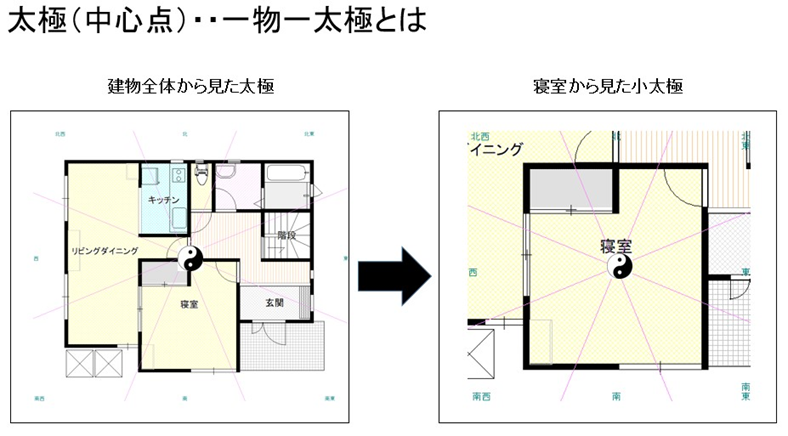 太極（中心点）・・一物一太極とは
建物全体から見た太極
寝室から見た小太極
北西
北
北東
キッチン
階段
リビングダイニング
西
東
寝室
玄関
南西
南
南東
北西
北
北東
イニング
寝室
西
東
南西
南
南東